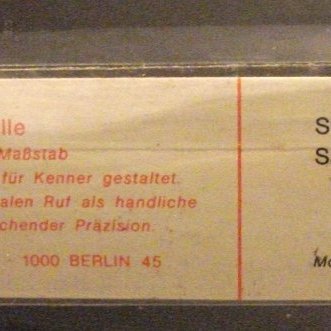 lle
Maßstab
für Kenner gestaltet.
alen Ruf als handliche
chender Präzision.
1000 BERLIN 45
S
S
Mo